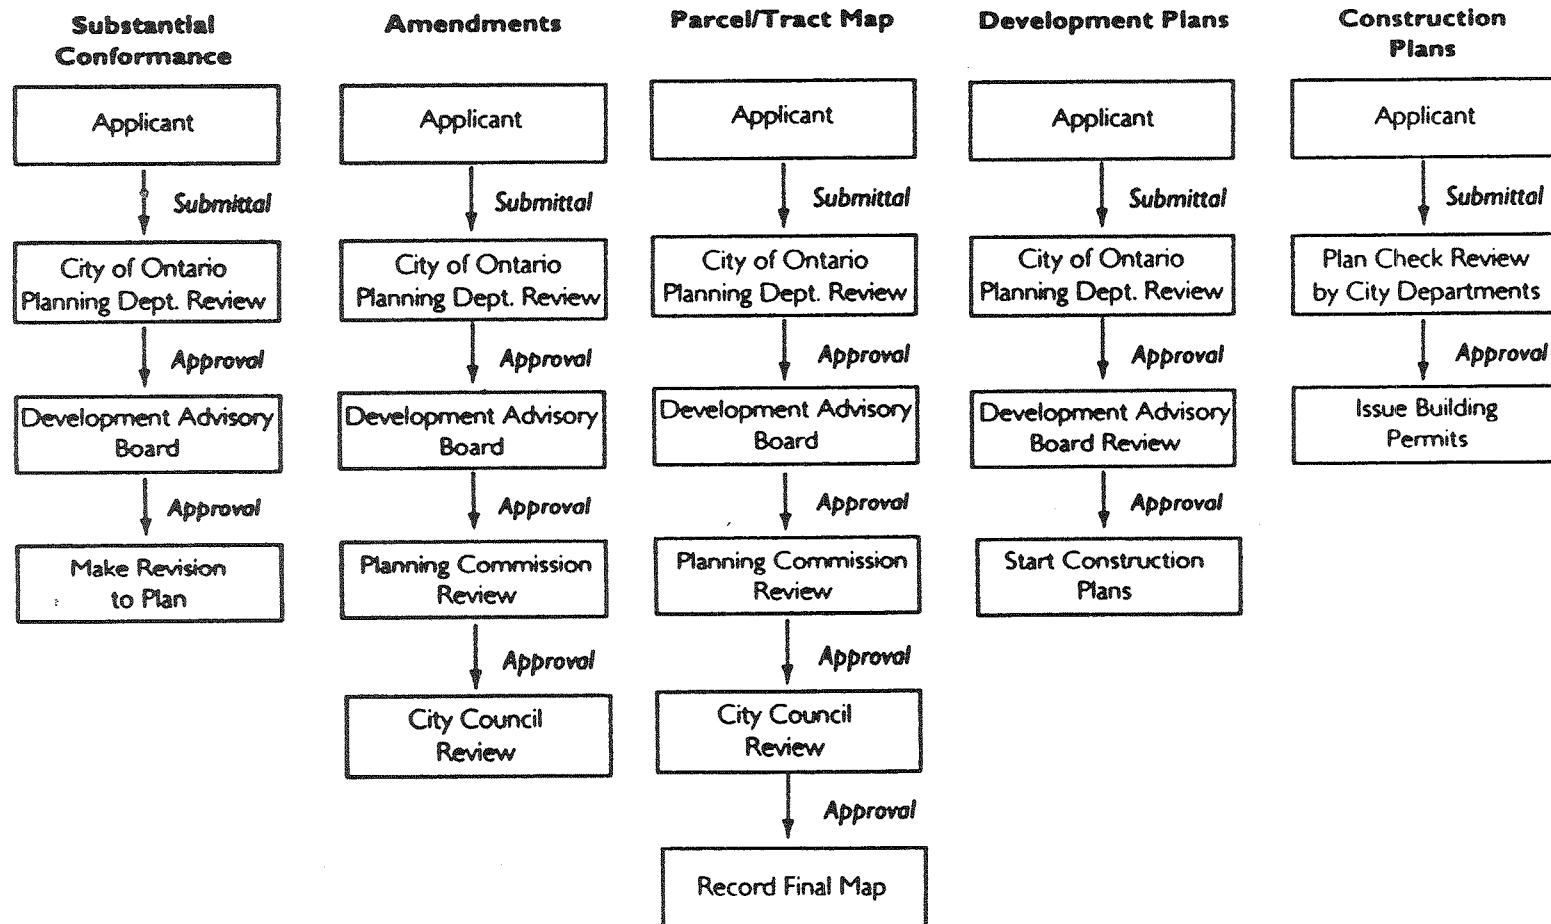 Substantial
Conformance
Applicant
Submittal
City of Ontario
Planning Dept. Review
Approval
Development Advisory
Board
Approval
Make Revision
to Plan
Amendments
Applicant
Submittal
City of Ontario
Planning Dept. Review
Approval
Development Advisory
Board
Approval
Planning Commission
Review
Approval
City Council
Review
Parcel/Tract Map
Applicant
Submittal
City of Ontario
Planning Dept. Review
Approval
Development Advisory
Board
Approval
Planning Commission
Review
Approval
City Council
Review
Approval
Record Final Map
Development Plans
Applicant
Submittal
City of Ontario
Planning Dept. Review
Approval
Development Advisory
Board Review
Approval
Start Construction
Plans
Construction
Plans
Applicant
Submittal
Plan Check Review
by City Departments
Approval
Issue Building
Permits